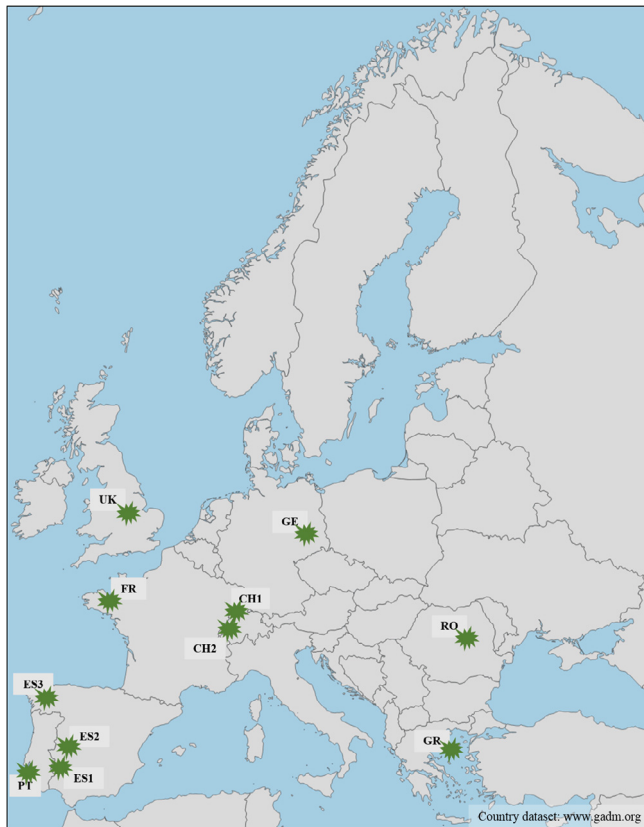 UK
GE
FR
CH1
CH2
RO
ES3
ES2
GR
PT
ES1
Country dataset: www.gadm.org